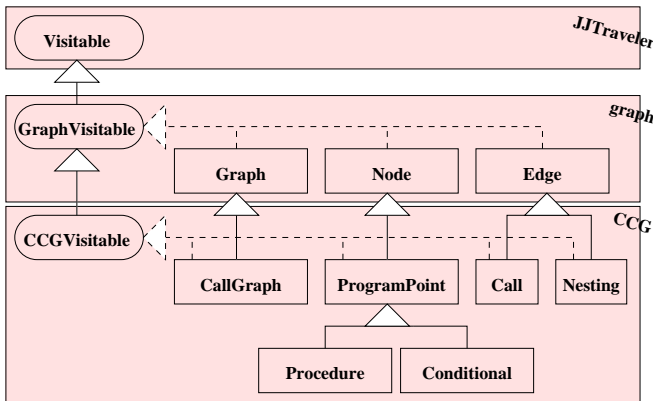 Visitable
JJTraveler
GraphVisitable
graph
Graph
Node
Edge
CCGVisitable
CCG
CallGraph
ProgramPoint
Call
Nesting
Procedure
Conditional